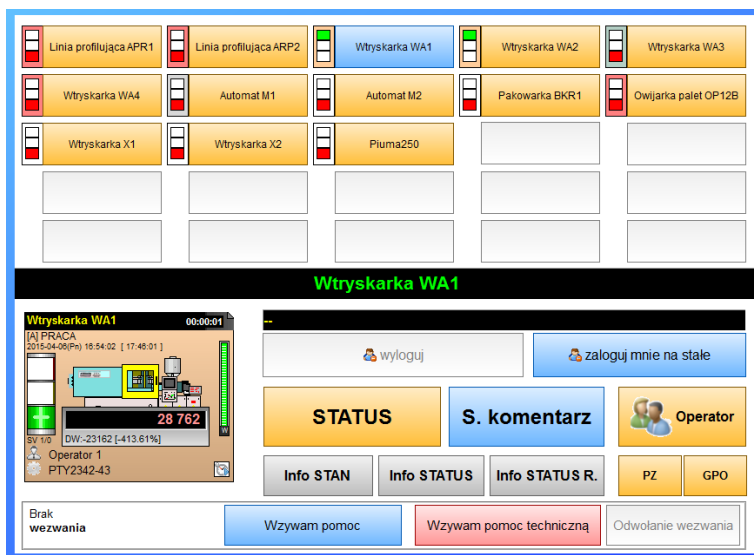 Linia profilująca APR1
Linia profilująca ARP2
Wtryskarka WA1
Wtryskarka WA2
Wtryskarka WA3
Wtryskarka WA4
Automat M1
Automat M2
Pakowarka BKR1
Owijarka palet OP12B
Wtryskarka X1
Wtryskarka X2
Piuma250
Wtryskarka WA1
Wtryskarka WA1 00:00:01
[A] PRACA
2015-04-06(Pn) 16:54:02 [ 17:46:01 ]
28 762
W
SV 1/0 DW:-23162 [-413.61%]
Operator 1
PTY2342-43
--
wyloguj
zaloguj mnie na stałe
STATUS
S. komentarz
Operator
Info STAN
Info STATUS
Info STATUS R.
PZ
GPO
Brak
wezwania
Wzywam pomoc
Wzywam pomoc techniczną
Odwołanie wezwania